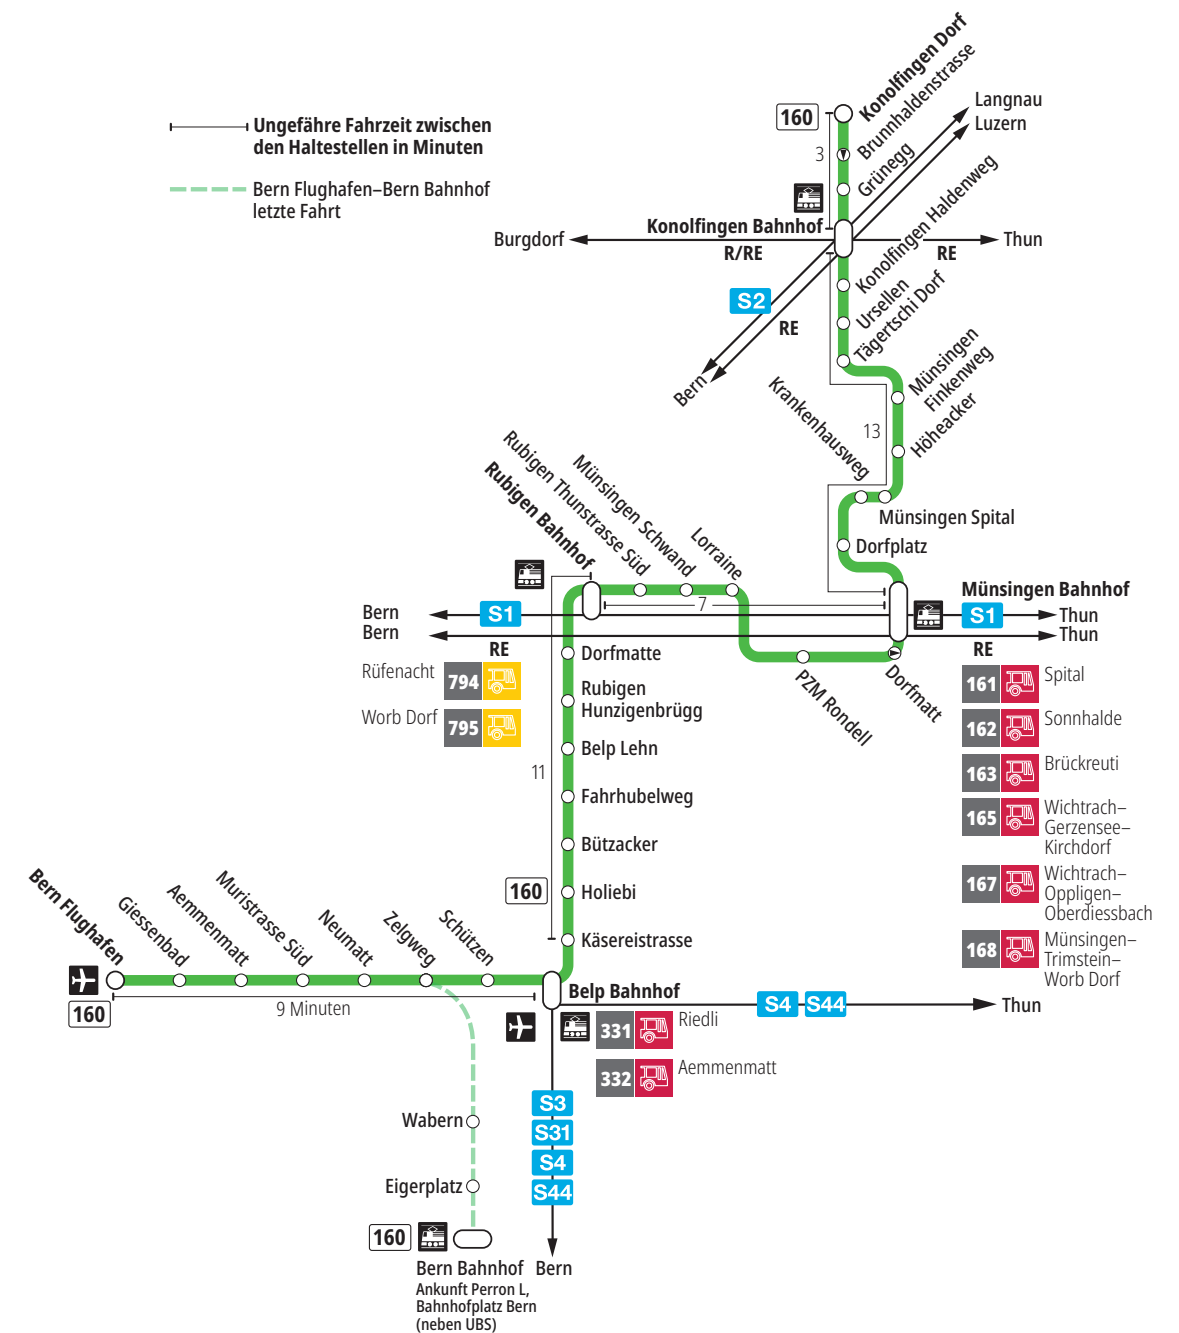 Ungefähre Fahrzeit zwischen
den Haltestellen in Minuten
Bern Flughafen–Bern Bahnhof
letzte Fahrt
160
Konolfingen Dorf
3
Brunnhaldenstrasse
Grünegg
Langnau
Luzern
Konolfingen Bahnhof
Burgdorf
R/RE
RE
Thun
Konolfingen Haldenweg
S2
RE
Bern
Ursellen
Tägertschi Dorf
Münsingen
Finkenweg
13
Höheacker
Krankenhausweg
Münsingen Spital
Dorfplatz
Münsingen Bahnhof
Rubigen Bahnhof
Rubigen Thunstrasse Süd
Münsingen Schwand
Lorraine
7
Bern
S1
S1
Thun
Bern
Thun
RE
RE
PZM Rondell
Dorfmatt
Rüfenacht
794
Worb Dorf
795
161
Spital
162
Sonnhalde
163
Brückreuti
165
Wichtrach–
Gerzensee–
Kirchdorf
167
Wichtrach–
Oppligen–
Oberdiessbach
168
Münsingen–
Trimstein–
Worb Dorf
Dorfmatte
Rubigen
Hunzigenbrügg
Belp Lehn
11
Fahrhubelweg
Bützacker
160
Holiebi
Käsereistrasse
Bern Flughafen
Giessenbad
Aemmenmatt
Muristrasse Süd
Neumatt
Zelgweg
Schützen
160
9 Minuten
Belp Bahnhof
S4
S44
Thun
331
Riedli
332
Aemmenmatt
S3
S31
S4
S44
Wabern
Eigerplatz
160
Bern Bahnhof
Ankunft Perron L,
Bahnhofplatz Bern
(neben UBS)
Bern